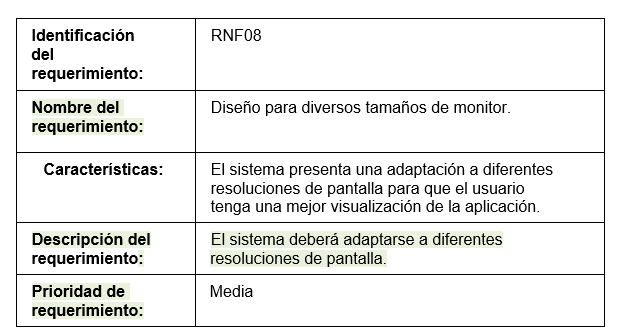 Identificación
del
requerimiento:
RNF08
Nombre del
requerimiento:
Diseño para diversos tamaños de monitor.
Características:
El sistema presenta una adaptación a diferentes
resoluciones de pantalla para que el usuario
tenga una mejor visualización de la aplicación.
Descripción del
requerimiento:
El sistema deberá adaptarse a diferentes
resoluciones de pantalla.
Prioridad de
requerimiento:
Media